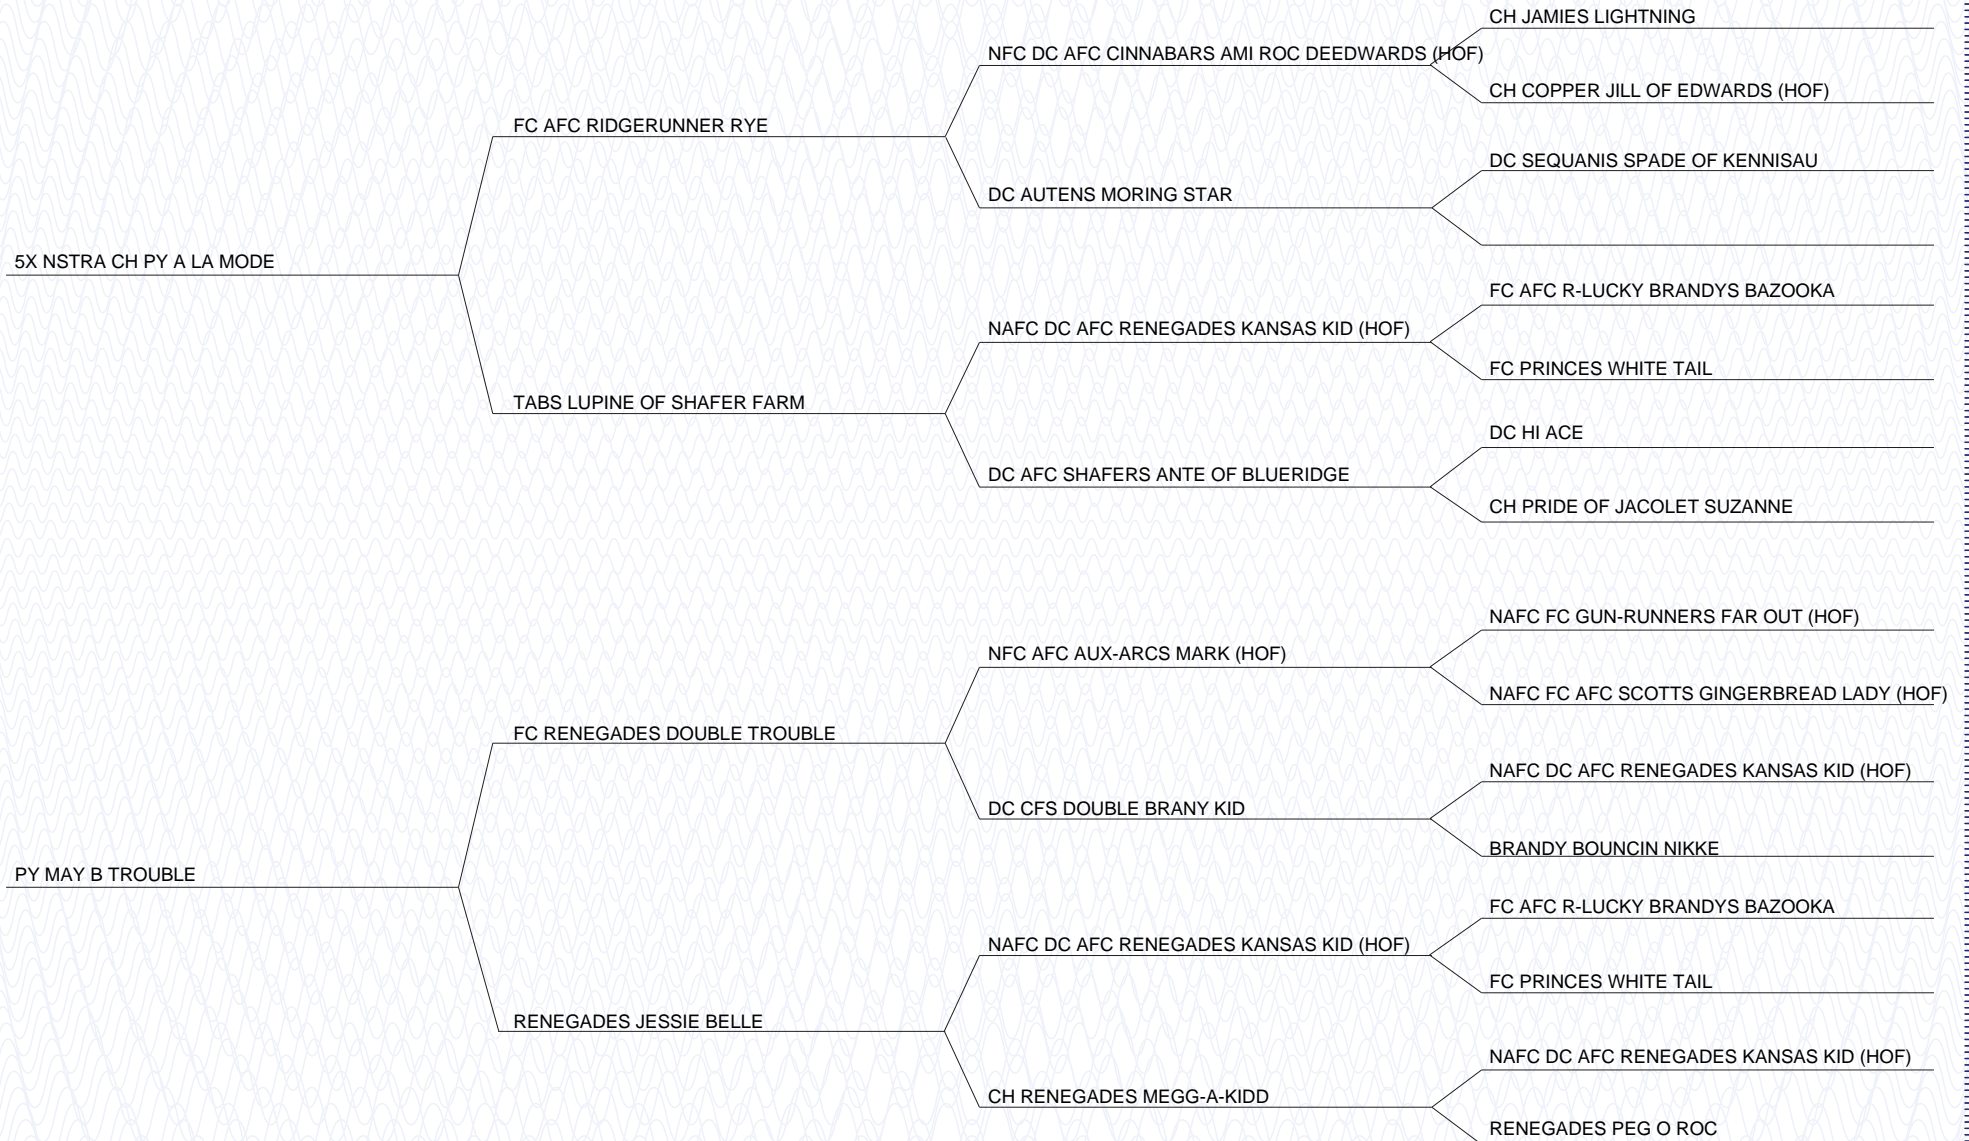 CH JAMIES LIGHTNING
NFC DC AFC CINNABARS AMI ROC DEEDWARDS (HOF)
CH COPPER JILL OF EDWARDS (HOF)
FC AFC RIDGERUNNER RYE
DC SEQUANIS SPADE OF KENNISAU
DC AUTENS MORING STAR
5X NSTRA CH PY A LA MODE
FC AFC R-LUCKY BRANDYS BAZOOKA
NAFC DC AFC RENEGADES KANSAS KID (HOF)
FC PRINCES WHITE TAIL
TABS LUPINE OF SHAFER FARM
DC HI ACE
DC AFC SHAFERS ANTE OF BLUERIDGE
CH PRIDE OF JACOLET SUZANNE
NAFC FC GUN-RUNNERS FAR OUT (HOF)
NFC AFC AUX-ARCS MARK (HOF)
NAFC FC AFC SCOTTS GINGERBREAD LADY (HOF)
FC RENEGADES DOUBLE TROUBLE
NAFC DC AFC RENEGADES KANSAS KID (HOF)
DC CFS DOUBLE BRANY KID
BRANDY BOUNCIN NIKKE
PY MAY B TROUBLE
FC AFC R-LUCKY BRANDYS BAZOOKA
NAFC DC AFC RENEGADES KANSAS KID (HOF)
FC PRINCES WHITE TAIL
RENEGADES JESSIE BELLE
NAFC DC AFC RENEGADES KANSAS KID (HOF)
CH RENEGADES MEGG-A-KIDD
RENEGADES PEG O ROC